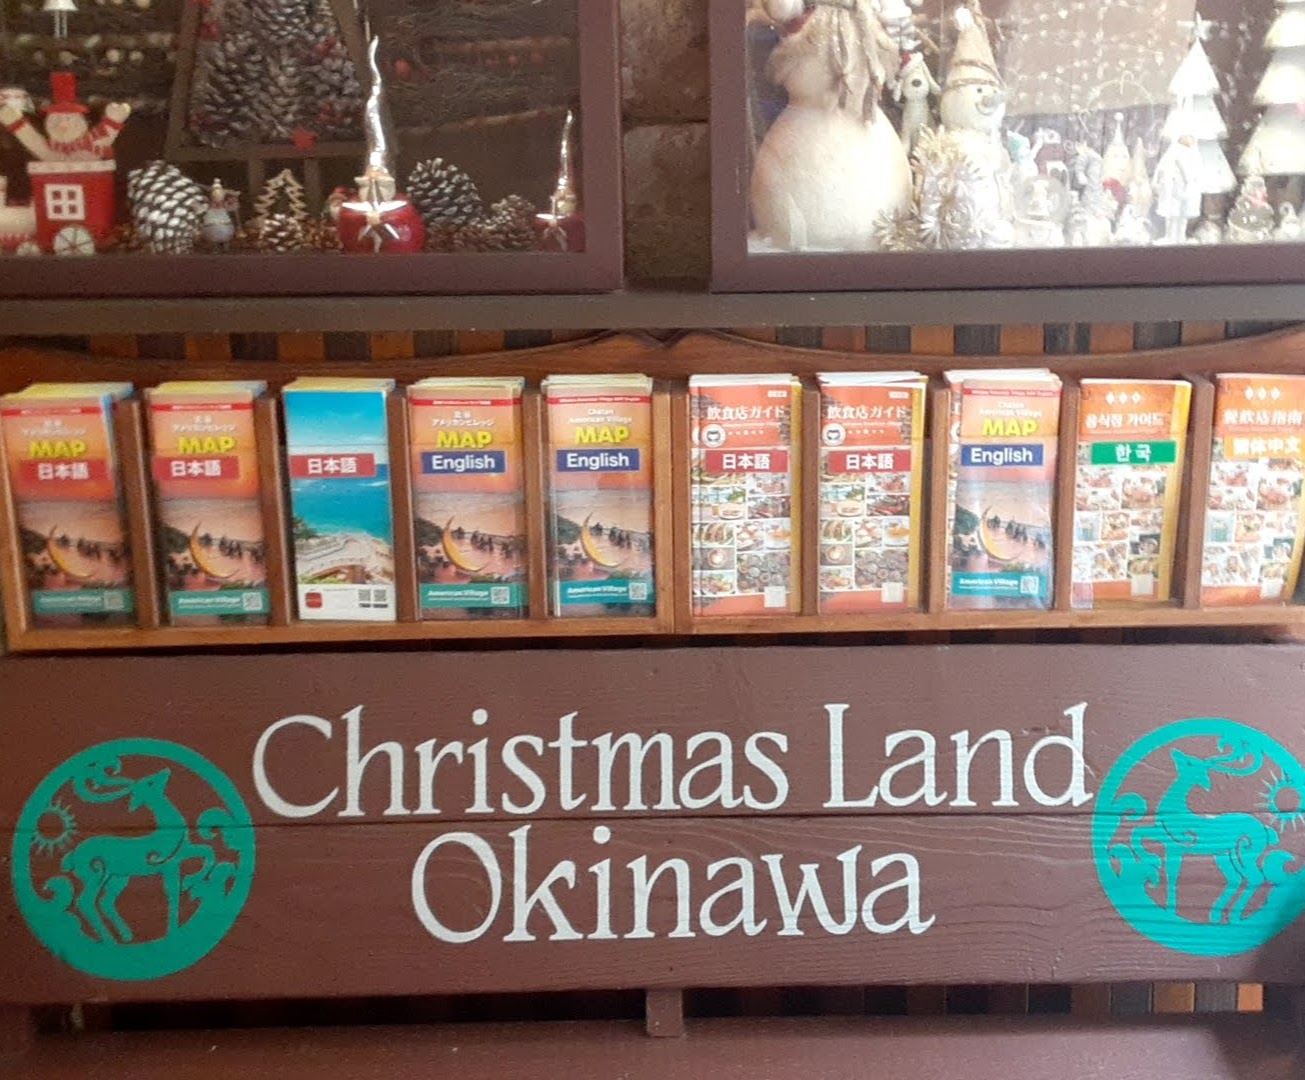 北谷
アメリカンビレッジ
MAP
日本語
American Village
北谷
アメリカンビレッジ
MAP
日本語
American Village
日本語
北谷
アメリカンビレッジ
MAP
English
American Village
Chatan
American Village
MAP
English
American Village
飲食店ガイド
日本語
飲食店ガイド
日本語
Chatan
American Village
MAP
English
American Village
음식점 가이드
한국
餐飲店指南
繁体中文
Christmas Land
Okinawa